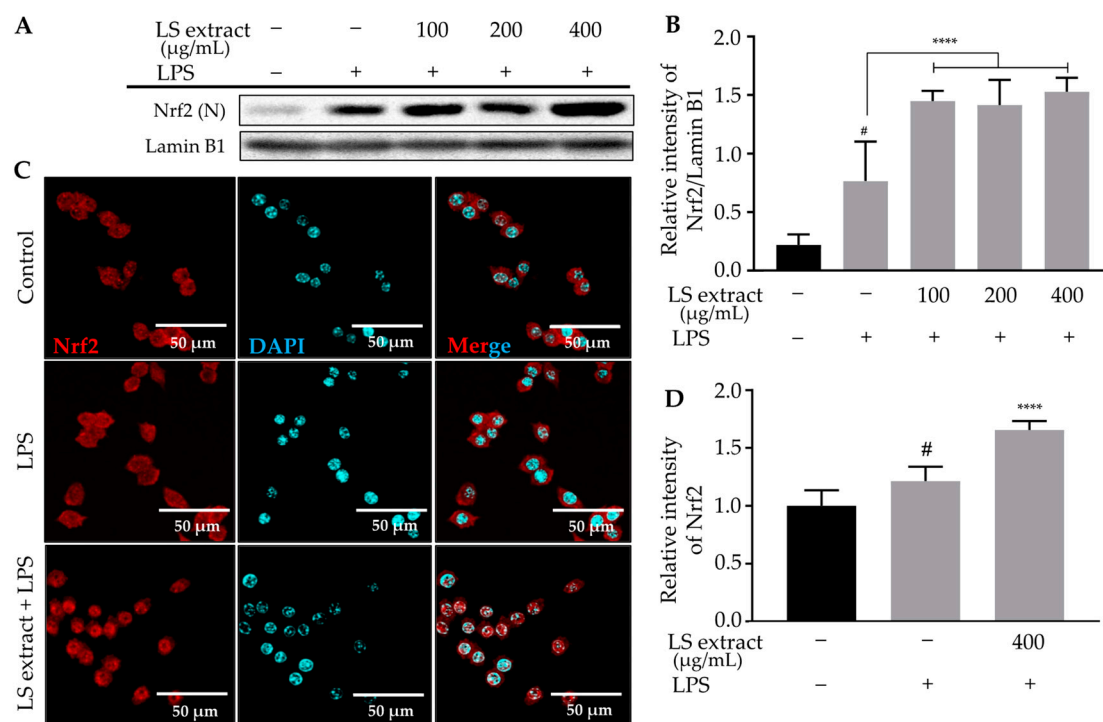 A
LS extract – – 100 200 400
(µg/mL)
LPS – + + + +
Nrf2 (N)
Lamin B1
B
Relative intensity of
Nrf2/Lamin B1
2.0
1.5
1.0
0.5
0.0
****
#
LS extract – – 100 200 400
(µg/mL)
LPS – + + + +
C
Control
Nrf2 50 µm
DAPI 50 µm
Merge 50 µm
LPS
50 µm
50 µm
50 µm
LS extract + LPS
50 µm
50 µm
50 µm
D
Relative intensity
of Nrf2
2.0
1.5
1.0
0.5
0.0
#
****
LS extract – – 400
(µg/mL)
LPS – + +